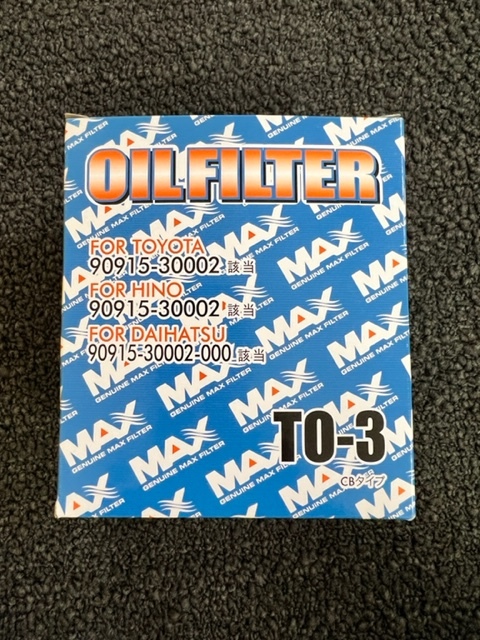 OILFILTER
FOR TOYOTA
90915-30002 該当
FOR HINO
90915-30002 該当
FOR DAIHATSU
90915-30002-000 該当
TO-3
CBタイプ
MAX
GENUINE MAX FILTER